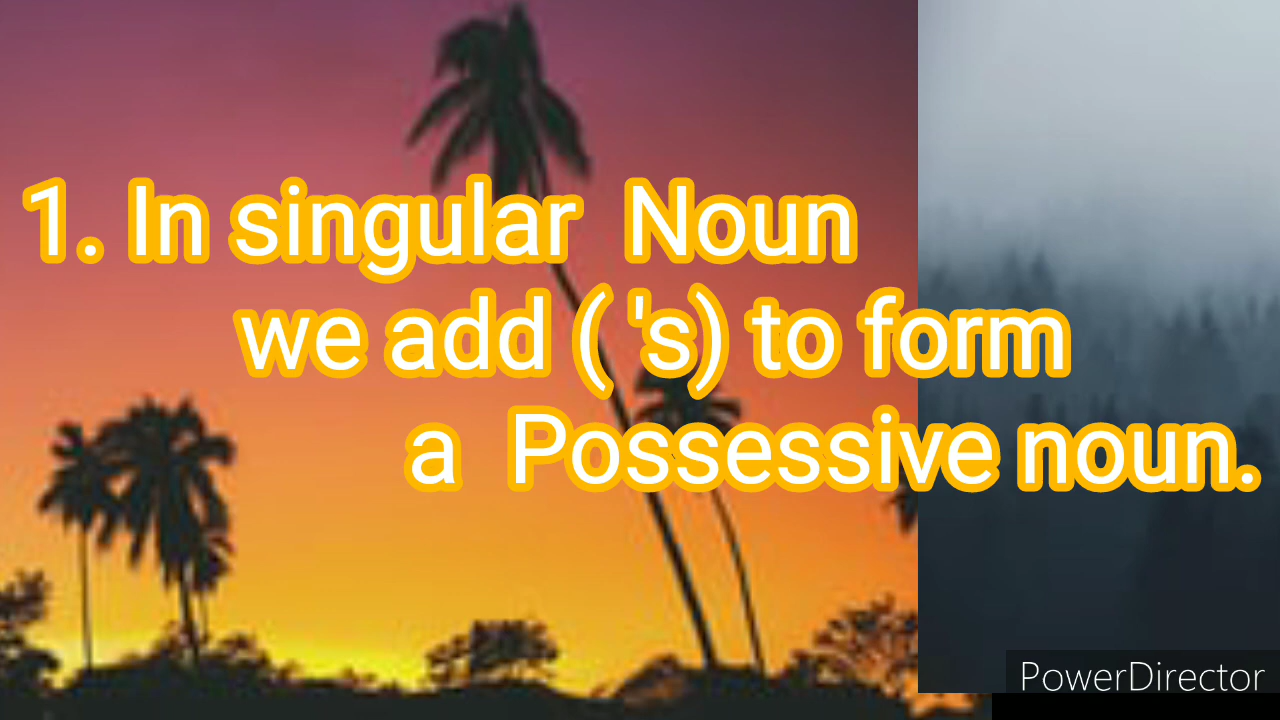 1. In singular Noun
we add ( 's) to form
a Possessive noun.
PowerDirector